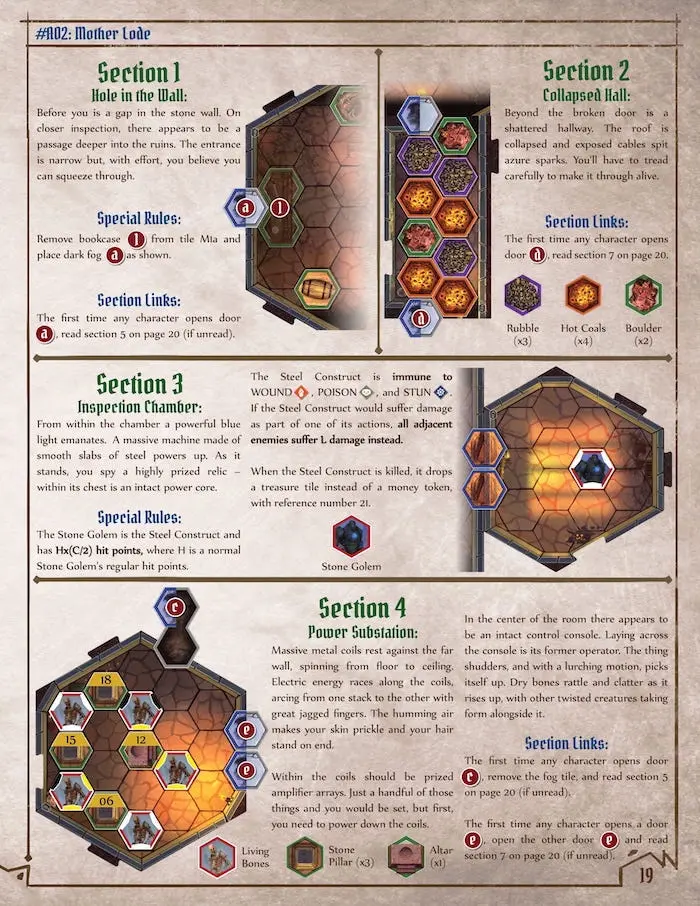 #A02: Mother Lode
Section 1
Hole in the Wall:
Before you is a gap in the stone wall. On
closer inspection, there appears to be a
passage deeper into the ruins. The entrance
is narrow but, with effort, you believe you
can squeeze through.
Special Rules:
Remove bookcase 1 from tile M1a and
place dark fog a as shown.
Section Links:
The first time any character opens door
a, read section 5 on page 20 (if unread).
a
1
Section 2
Collapsed Hall:
Beyond the broken door is a
shattered hallway. The roof is
collapsed and exposed cables spit
azure sparks. You'll have to tread
carefully to make it through alive.
Section Links:
The first time any character opens
door d, read section 7 on page 20.
Rubble
(x3)
Hot Coals
(x4)
Boulder
(x2)
d
Section 3
Inspection Chamber:
From within the chamber a powerful blue
light emanates. A massive machine made of
smooth slabs of steel powers up. As it
stands, you spy a highly prized relic –
within its chest is an intact power core.
Special Rules:
The Stone Golem is the Steel Construct and
has Hx(C/2) hit points, where H is a normal
Stone Golem's regular hit points.
The Steel Construct is immune to
WOUND, POISON, and STUN.
If the Steel Construct would suffer damage
as part of one of its actions, all adjacent
enemies suffer L damage instead.
When the Steel Construct is killed, it drops
a treasure tile instead of a money token,
with reference number 21.
Stone Golem
Section 4
Power Substation:
Massive metal coils rest against the far
wall, spinning from floor to ceiling.
Electric energy races along the coils,
arcing from one stack to the other with
great jagged fingers. The humming air
makes your skin prickle and your hair
stand on end.
Within the coils should be prized
amplifier arrays. Just a handful of those
things and you would be set, but first,
you need to power down the coils.
In the center of the room there appears to
be an intact control console. Laying across
the console is its former operator. The thing
shudders, and with a lurching motion, picks
itself up. Dry bones rattle and clatter as it
rises up, with other twisted creatures taking
form alongside it.
Section Links:
The first time any character opens door
c, remove the fog tile, and read section 5
on page 20 (if unread).
The first time any character opens a door
e, open the other door e and read
section 7 on page 20 (if unread).
c
18
15
12
06
e
e
Living
Bones
Stone
Pillar (x3)
Altar
(x1)
19